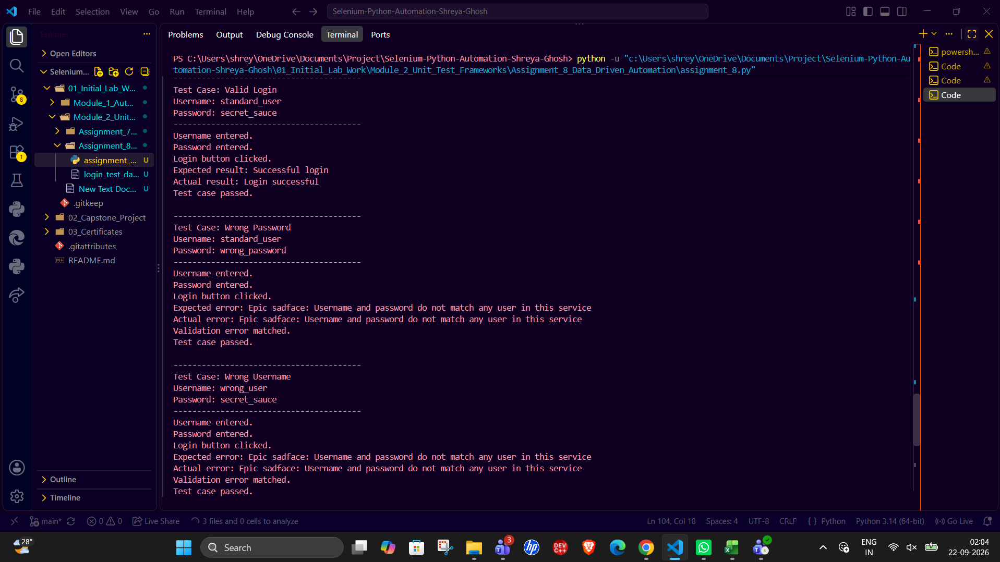 File Edit Selection View Go Run Terminal Help
Selenium-Python-Automation-Shreya-Ghosh
Explorer
Open Editors
Selenium...
01_Initial_Lab_W...
Module_1_Aut...
Module_2_Unit...
Assignment_7...
Assignment_8...
assignment_... U
login_test_da... U
New Text Doc... U
.gitkeep
02_Capstone_Project
03_Certificates
.gitattributes
README.md
Outline
Timeline
8
1
Problems Output Debug Console Terminal Ports
PS C:\Users\shrey\OneDrive\Documents\Project\Selenium-Python-Automation-Shreya-Ghosh> python -u "c:\Users\shrey\OneDrive\Documents\Project\Selenium-Python-Au
tomation-Shreya-Ghosh\01_Initial_Lab_Work\Module_2_Unit_Test_Frameworks\Assignment_8_Data_Driven_Automation\assignment_8.py"
----------------------------------------
Test Case: Valid Login
Username: standard_user
Password: secret_sauce
----------------------------------------
Username entered.
Password entered.
Login button clicked.
Expected result: Successful login
Actual result: Login successful
Test case passed.
----------------------------------------
Test Case: Wrong Password
Username: standard_user
Password: wrong_password
----------------------------------------
Username entered.
Password entered.
Login button clicked.
Expected error: Epic sadface: Username and password do not match any user in this service
Actual error: Epic sadface: Username and password do not match any user in this service
Validation error matched.
Test case passed.
----------------------------------------
Test Case: Wrong Username
Username: wrong_user
Password: secret_sauce
----------------------------------------
Username entered.
Password entered.
Login button clicked.
Expected error: Epic sadface: Username and password do not match any user in this service
Actual error: Epic sadface: Username and password do not match any user in this service
Validation error matched.
Test case passed.
powersh...
Code
Code
Code
main* 0 0 Live Share 3 files and 0 cells to analyze
Ln 104, Col 18 Spaces: 4 UTF-8 CRLF { } Python Python 3.14 (64-bit) Go Live
28°
Search
3
DEV C++
ENG
IN
02:04
22-09-2026